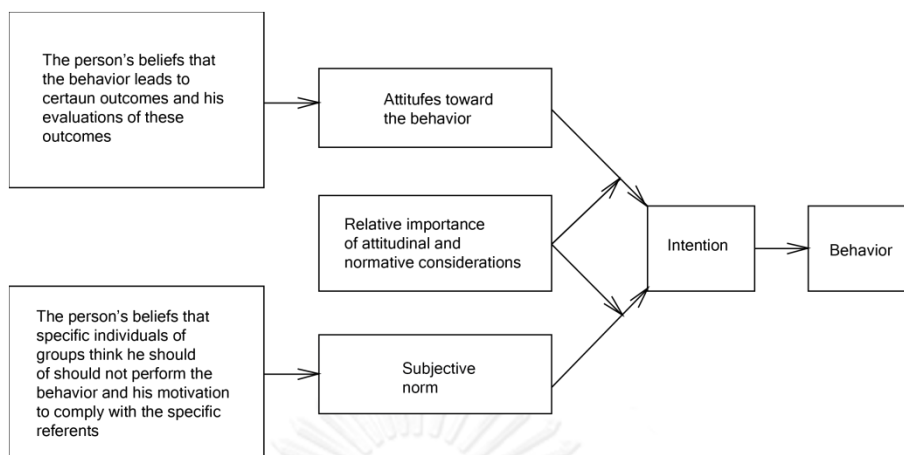 The person's beliefs that
the behavior leads to
certaun outcomes and his
evaluations of these
outcomes
Attitufes toward
the behavior
Relative importance
of attitudinal and
normative considerations
Intention
Behavior
The person's beliefs that
specific individuals of
groups think he should
of should not perform the
behavior and his motivation
to comply with the specific
referents
Subjective
norm